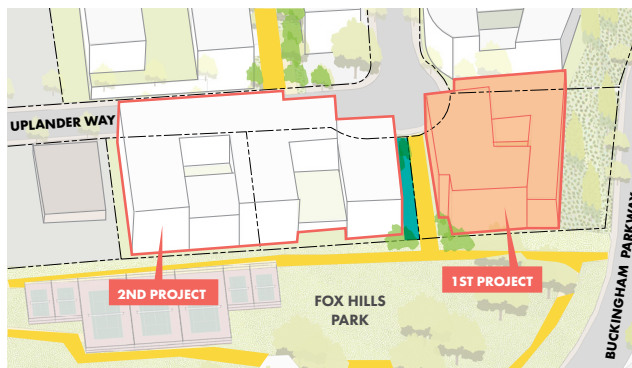 UPLANDER WAY
2ND PROJECT
1ST PROJECT
FOX HILLS
PARK
BUCKINGHAM PARKWAY